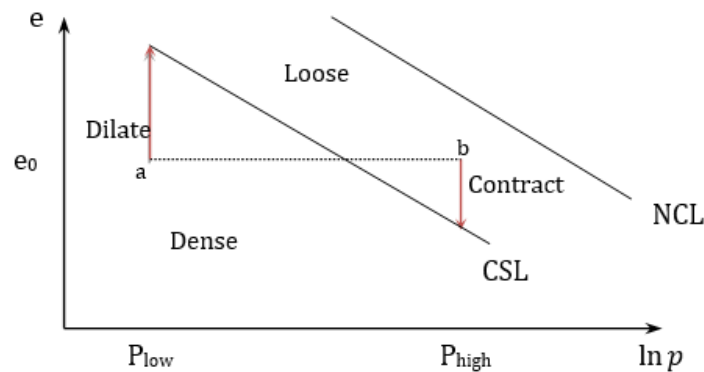 e
Loose
Dilate
b
e₀
a
Contract
NCL
Dense
CSL
Plow
Phigh
ln p